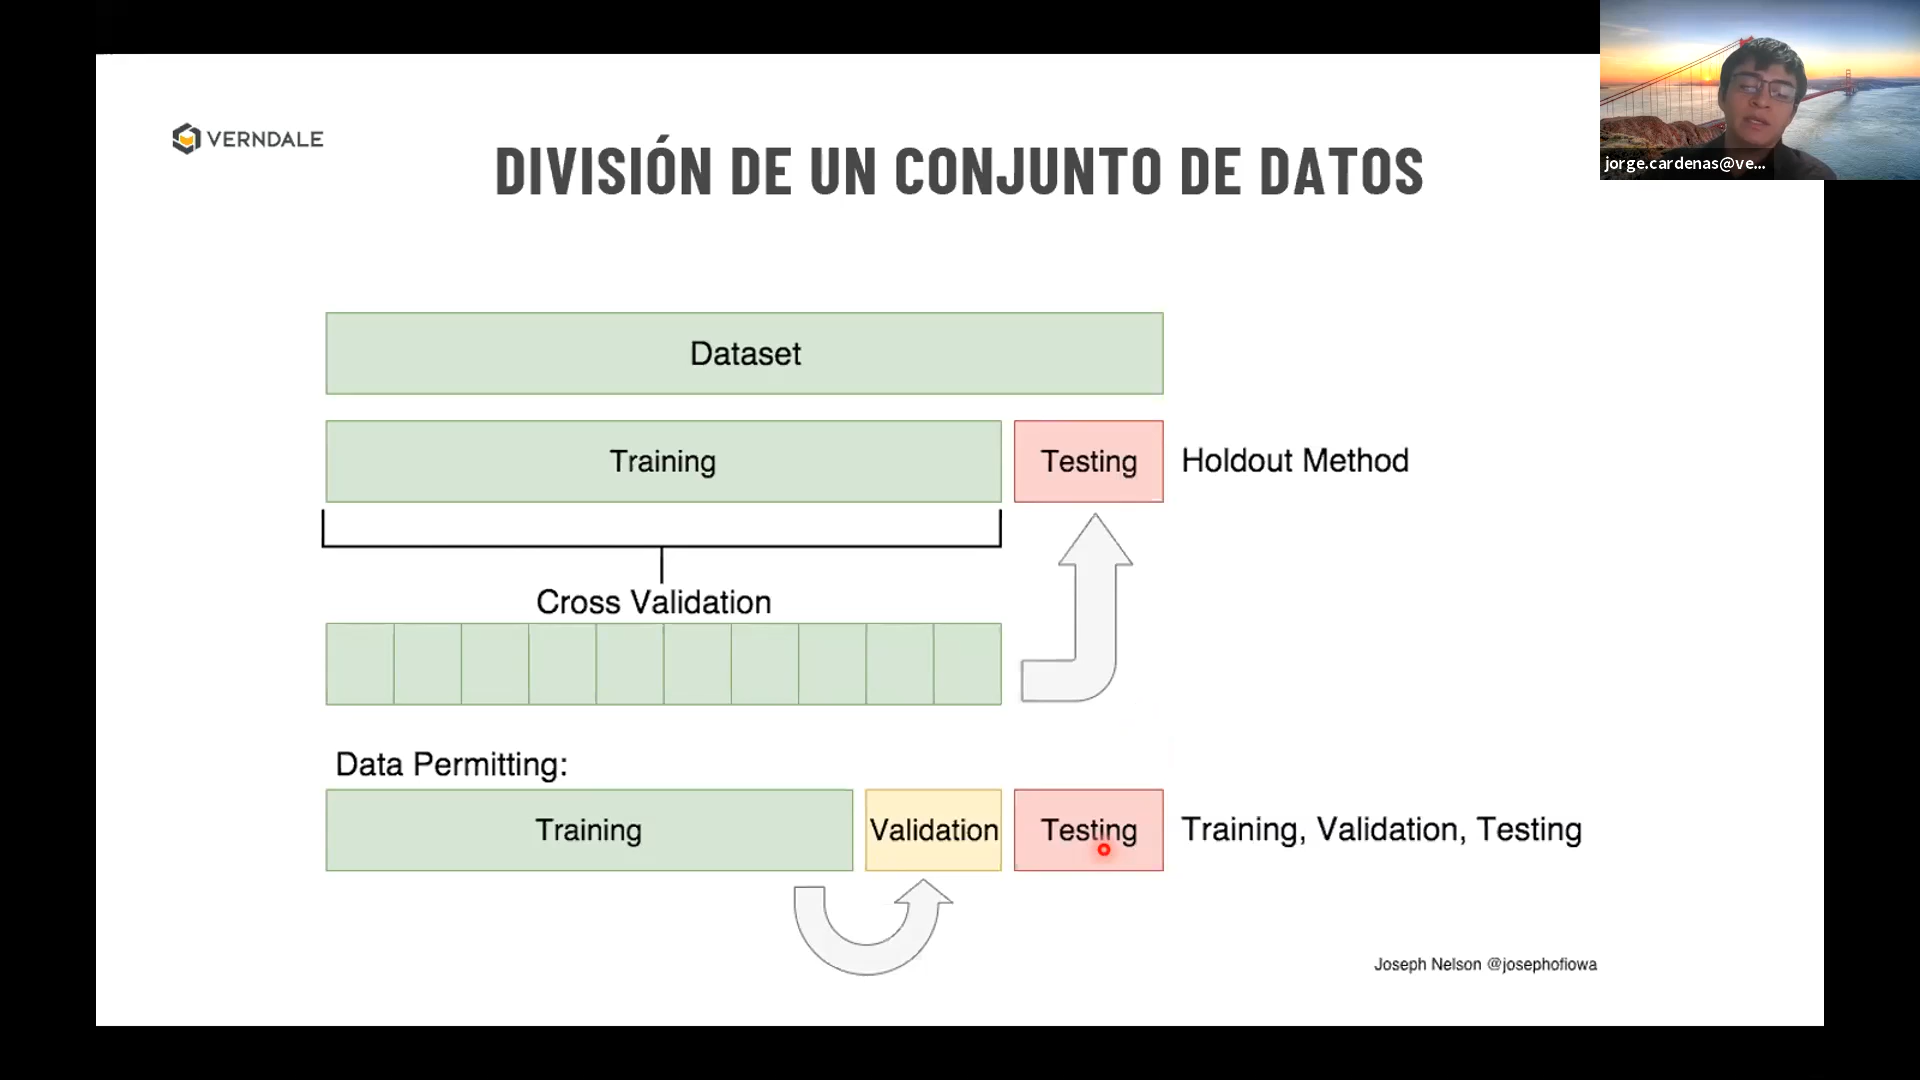 VERNDALE
DIVISIÓN DE UN CONJUNTO DE DATOS
jorge.cardenas@ve...
Dataset
Training
Testing
Holdout Method
Cross Validation
Data Permitting:
Training
Validation
Testing
Training, Validation, Testing
Joseph Nelson @josephofiowa